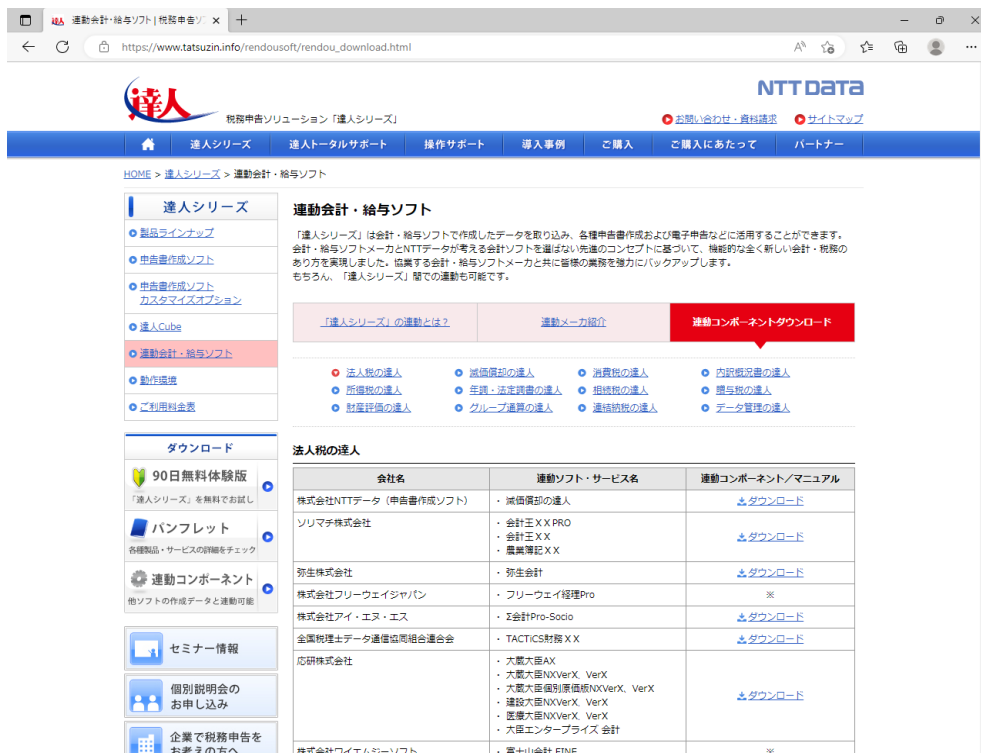 連動会計・給与ソフト | 税務申告ソ
https://www.tatsuzin.info/rendousoft/rendou_download.html
達人
税務申告ソリューション「達人シリーズ」
NTT DATA
お問い合わせ・資料請求 サイトマップ
達人シリーズ 達人トータルサポート 操作サポート 導入事例 ご購入 ご購入にあたって パートナー
HOME > 達人シリーズ > 連動会計・給与ソフト
達人シリーズ
製品ラインナップ
申告書作成ソフト
申告書作成ソフト
カスタマイズオプション
達人Cube
連動会計・給与ソフト
動作環境
ご利用料金表
ダウンロード
90日無料体験版
「達人シリーズ」を無料でお試し
パンフレット
各種製品・サービスの詳細をチェック
連動コンポーネント
他ソフトの作成データと連動可能
セミナー情報
個別説明会の
お申し込み
企業で税務申告を
お考えの方へ
連動会計・給与ソフト
「達人シリーズ」は会計・給与ソフトで作成したデータを取り込み、各種申告書作成および電子申告などに活用することができます。
会計・給与ソフトメーカとNTTデータが考える会計ソフトを選ばない先進のコンセプトに基づいて、機能的な全く新しい会計・税務の
あり方を実現しました。協業する会計・給与ソフトメーカと共に皆様の業務を強力にバックアップします。
もちろん、「達人シリーズ」間での連動も可能です。
「達人シリーズ」の連動とは? 連動メーカ紹介 連動コンポーネントダウンロード
法人税の達人 減価償却の達人 消費税の達人 内訳概況書の達人
所得税の達人 年調・法定調書の達人 相続税の達人 贈与税の達人
財産評価の達人 グループ通算の達人 連結納税の達人 データ管理の達人
法人税の達人
会社名 連動ソフト・サービス名 連動コンポーネント/マニュアル
株式会社NTTデータ(申告書作成ソフト) ・ 減価償却の達人 ダウンロード
ソリマチ株式会社 ・ 会計王XXPRO
・ 会計王XX ダウンロード
・ 農業簿記XX
弥生株式会社 ・ 弥生会計 ダウンロード
株式会社フリーウェイジャパン ・ フリーウェイ経理Pro ※
株式会社アイ・エヌ・エス ・ Σ会計Pro-Socio ダウンロード
全国税理士データ通信協同組合連合会 ・ TACTiCS財務XX ダウンロード
応研株式会社 ・ 大蔵大臣AX
・ 大蔵大臣NXVerX、VerX
・ 大蔵大臣個別原価版NXVerX、VerX
・ 建設大臣NXVerX、VerX ダウンロード
・ 医療大臣NXVerX、VerX
・ 大臣エンタープライズ 会計
株式会社ワイエムジーソフト ・ 富士山会計 FINE ※